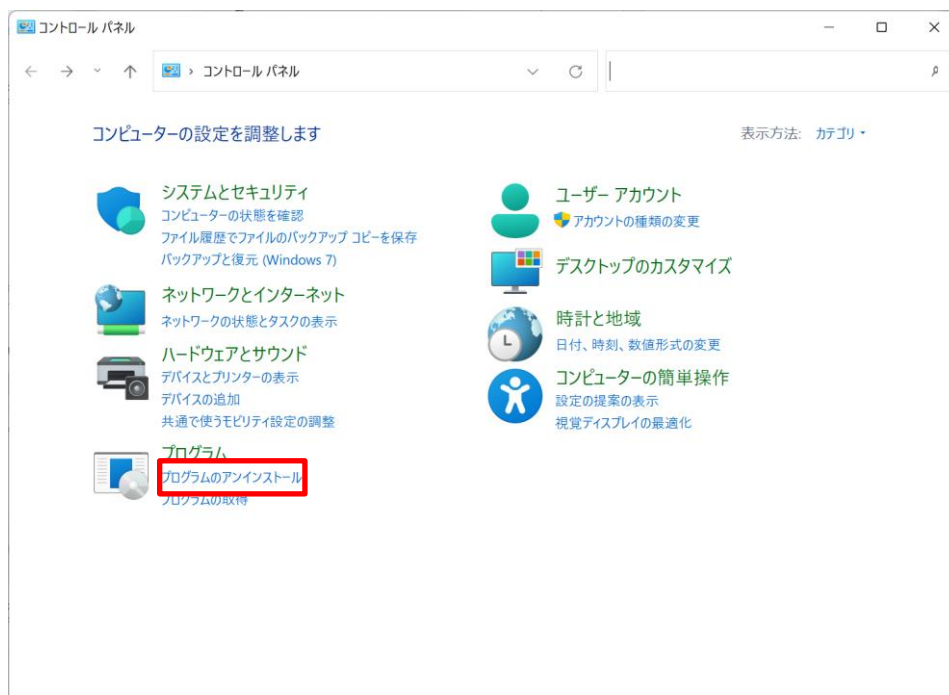 コントロール パネル
コントロール パネル
コンピューターの設定を調整します
表示方法: カテゴリ
システムとセキュリティ
コンピューターの状態を確認
ファイル履歴でファイルのバックアップ コピーを保存
バックアップと復元 (Windows 7)
ネットワークとインターネット
ネットワークの状態とタスクの表示
ハードウェアとサウンド
デバイスとプリンターの表示
デバイスの追加
共通で使うモビリティ設定の調整
プログラム
プログラムのアンインストール
プログラムの取得
ユーザー アカウント
アカウントの種類の変更
デスクトップのカスタマイズ
時計と地域
日付、時刻、数値形式の変更
コンピューターの簡単操作
設定の提案の表示
視覚ディスプレイの最適化